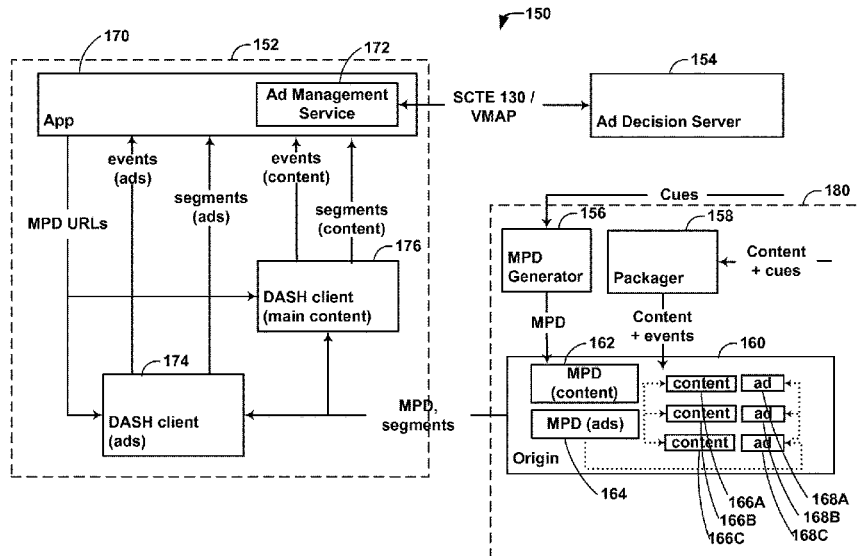 150
170
152
172
154
Ad Management
Service
App
SCTE 130 /
VMAP
Ad Decision Server
events
(ads)
events
(content)
segments
(ads)
segments
(content)
MPD URLs
176
DASH client
(main content)
174
DASH client
(ads)
MPD,
segments
Cues
180
156
158
MPD
Generator
Packager
Content
+ cues
MPD
Content
+ events
162
160
MPD
(content)
content
ad
MPD (ads)
content
ad
content
ad
Origin
164
166A
168A
166B
168B
166C
168C